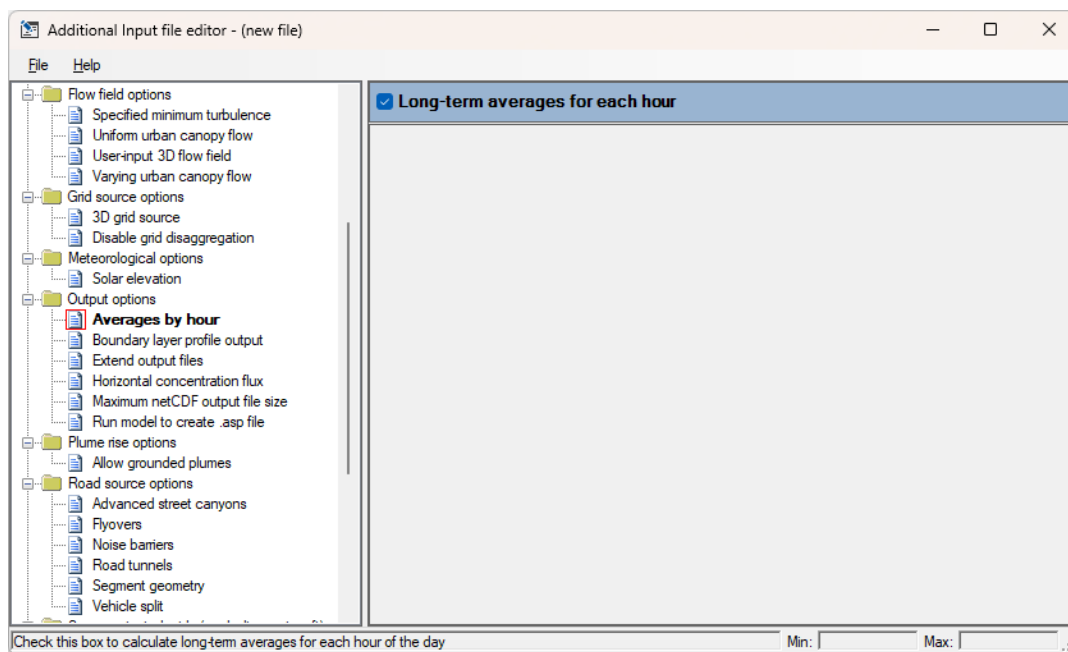 Additional Input file editor - (new file)
File Help
Flow field options
Specified minimum turbulence
Uniform urban canopy flow
User-input 3D flow field
Varying urban canopy flow
Grid source options
3D grid source
Disable grid disaggregation
Meteorological options
Solar elevation
Output options
Averages by hour
Boundary layer profile output
Extend output files
Horizontal concentration flux
Maximum netCDF output file size
Run model to create .asp file
Plume rise options
Allow grounded plumes
Road source options
Advanced street canyons
Flyovers
Noise barriers
Road tunnels
Segment geometry
Vehicle split
Long-term averages for each hour
Check this box to calculate long-term averages for each hour of the day
Min: Max: